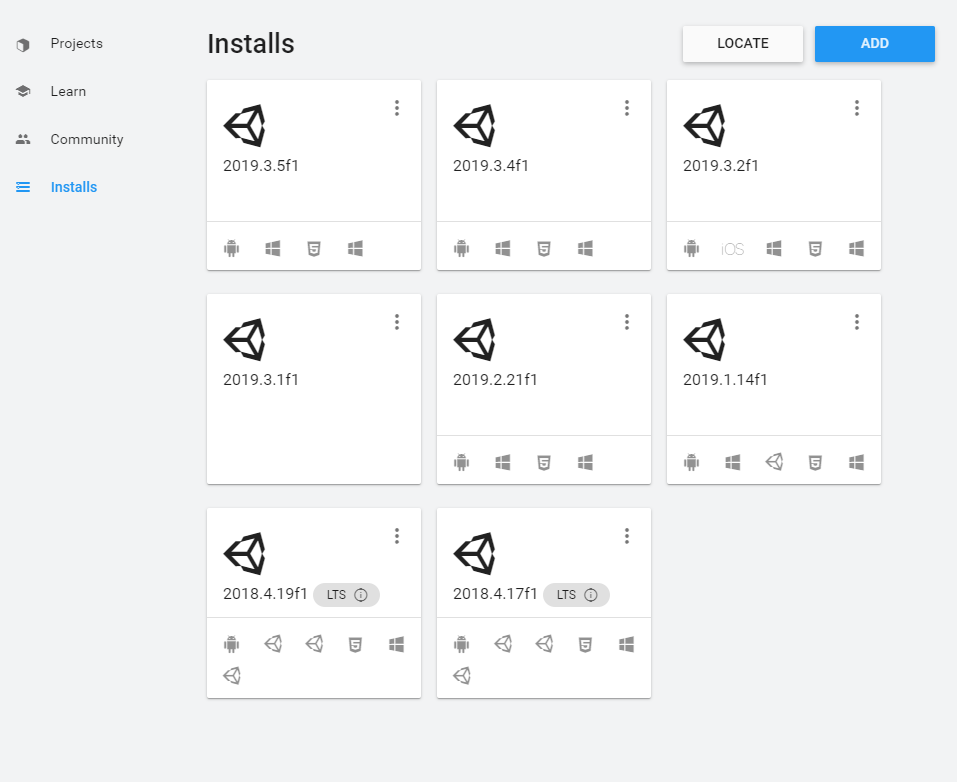 Projects
Learn
Community
Installs
Installs
LOCATE
ADD
2019.3.5f1
2019.3.4f1
2019.3.2f1
iOS
2019.3.1f1
2019.2.21f1
2019.1.14f1
2018.4.19f1 LTS
2018.4.17f1 LTS